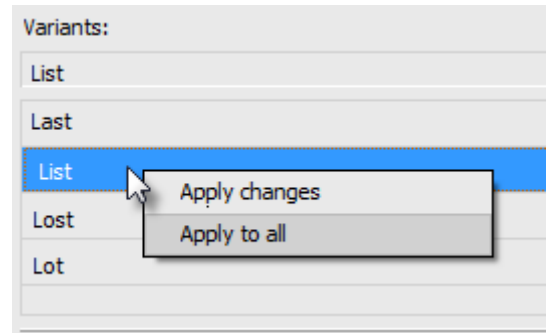 Variants:
List
Last
List
Apply changes
Lost
Apply to all
Lot